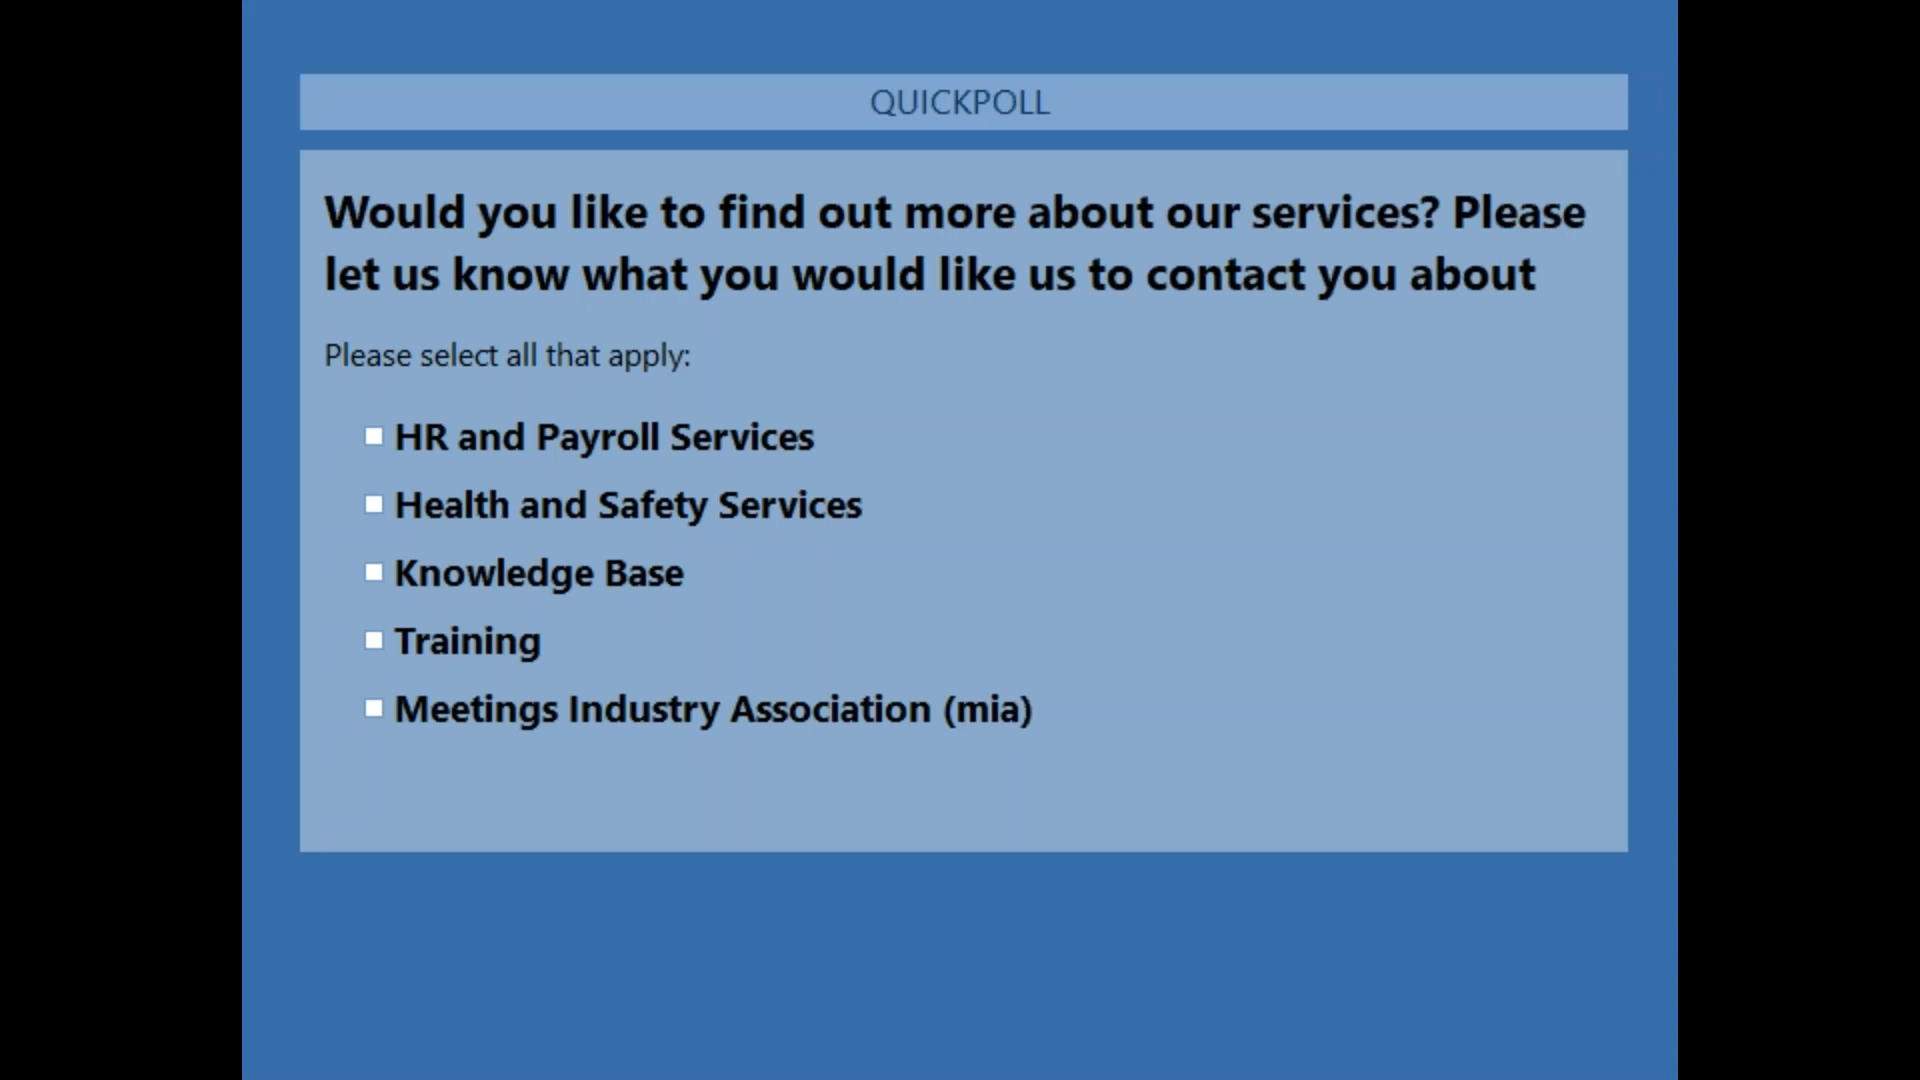 QUICKPOLL
Would you like to find out more about our services? Please
let us know what you would like us to contact you about
Please select all that apply:
HR and Payroll Services
Health and Safety Services
Knowledge Base
Training
Meetings Industry Association (mia)